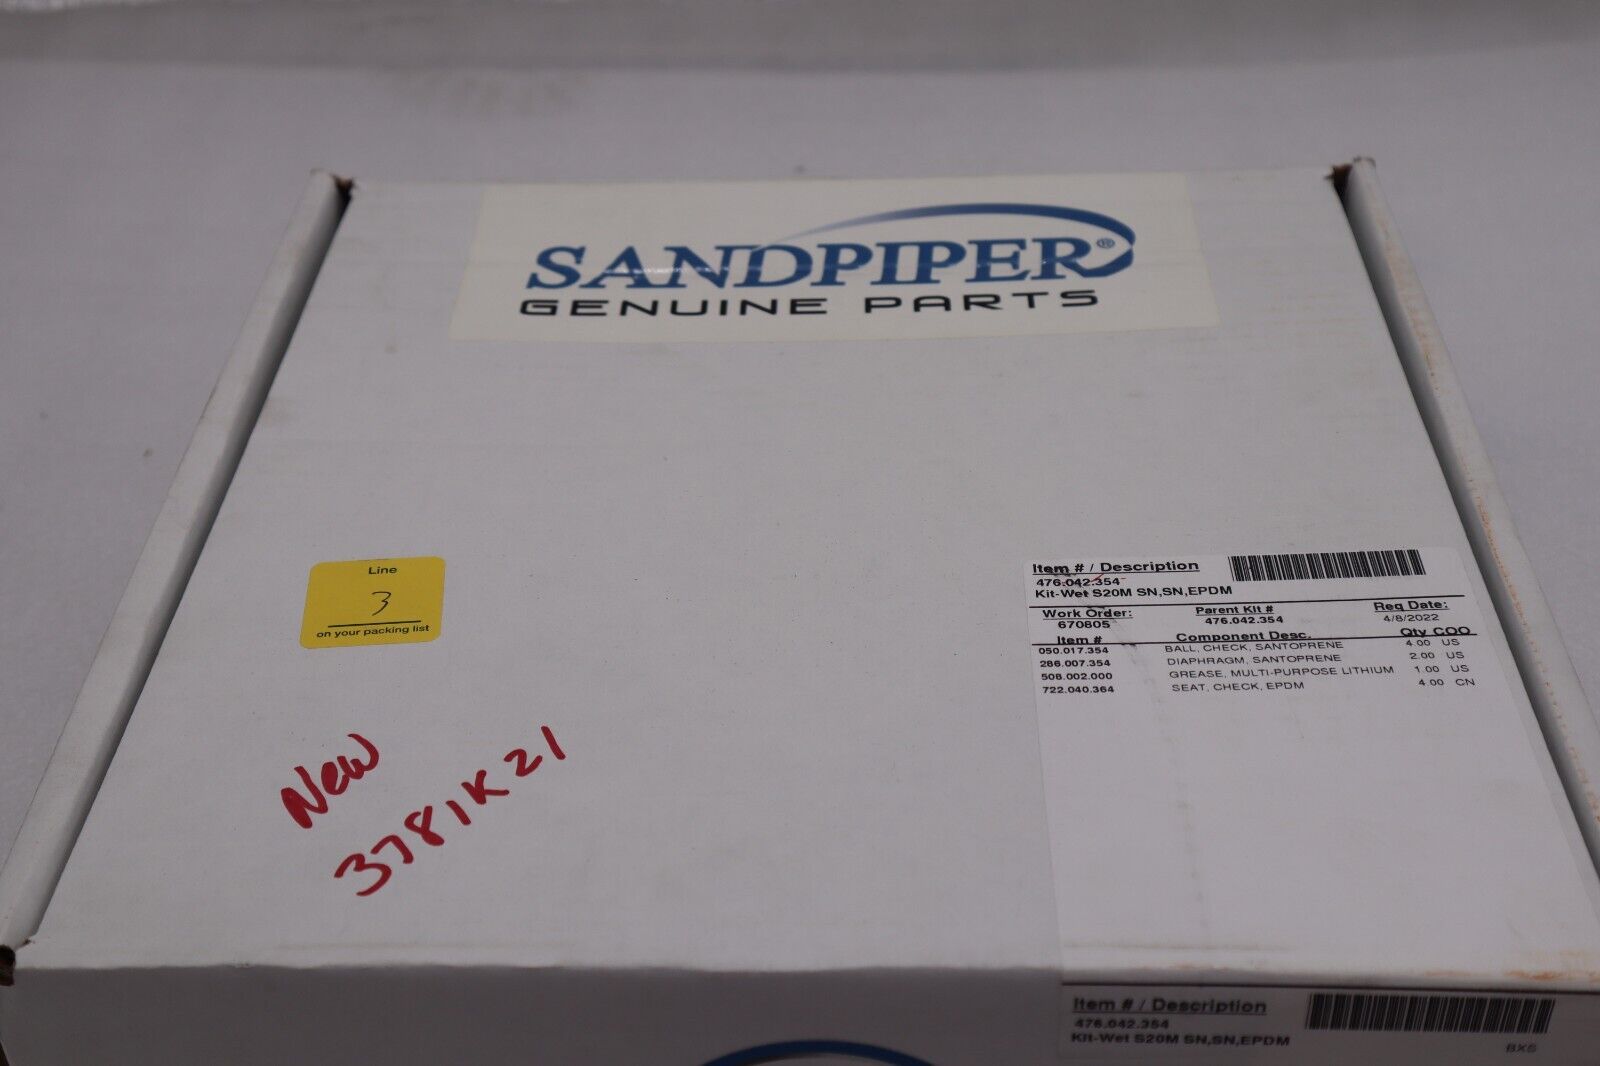 SANDPIPER®
GENUINE PARTS
Line
3
on your packing list
New
3781K21
Item # / Description
476.042.354
Kit-Wet S20M SN,SN,EPDM
Work Order: Parent Kit # Req Date:
670805 476.042.354 4/8/2022
Item # Component Desc. Qty COO
050.017.354 BALL, CHECK, SANTOPRENE 4.00 US
286.007.354 DIAPHRAGM, SANTOPRENE 2.00 US
508.002.000 GREASE, MULTI-PURPOSE LITHIUM 1.00 US
722.040.364 SEAT, CHECK, EPDM 4.00 CN
Item # / Description
476.042.354
Kit-Wet S20M SN,SN,EPDM
BXS